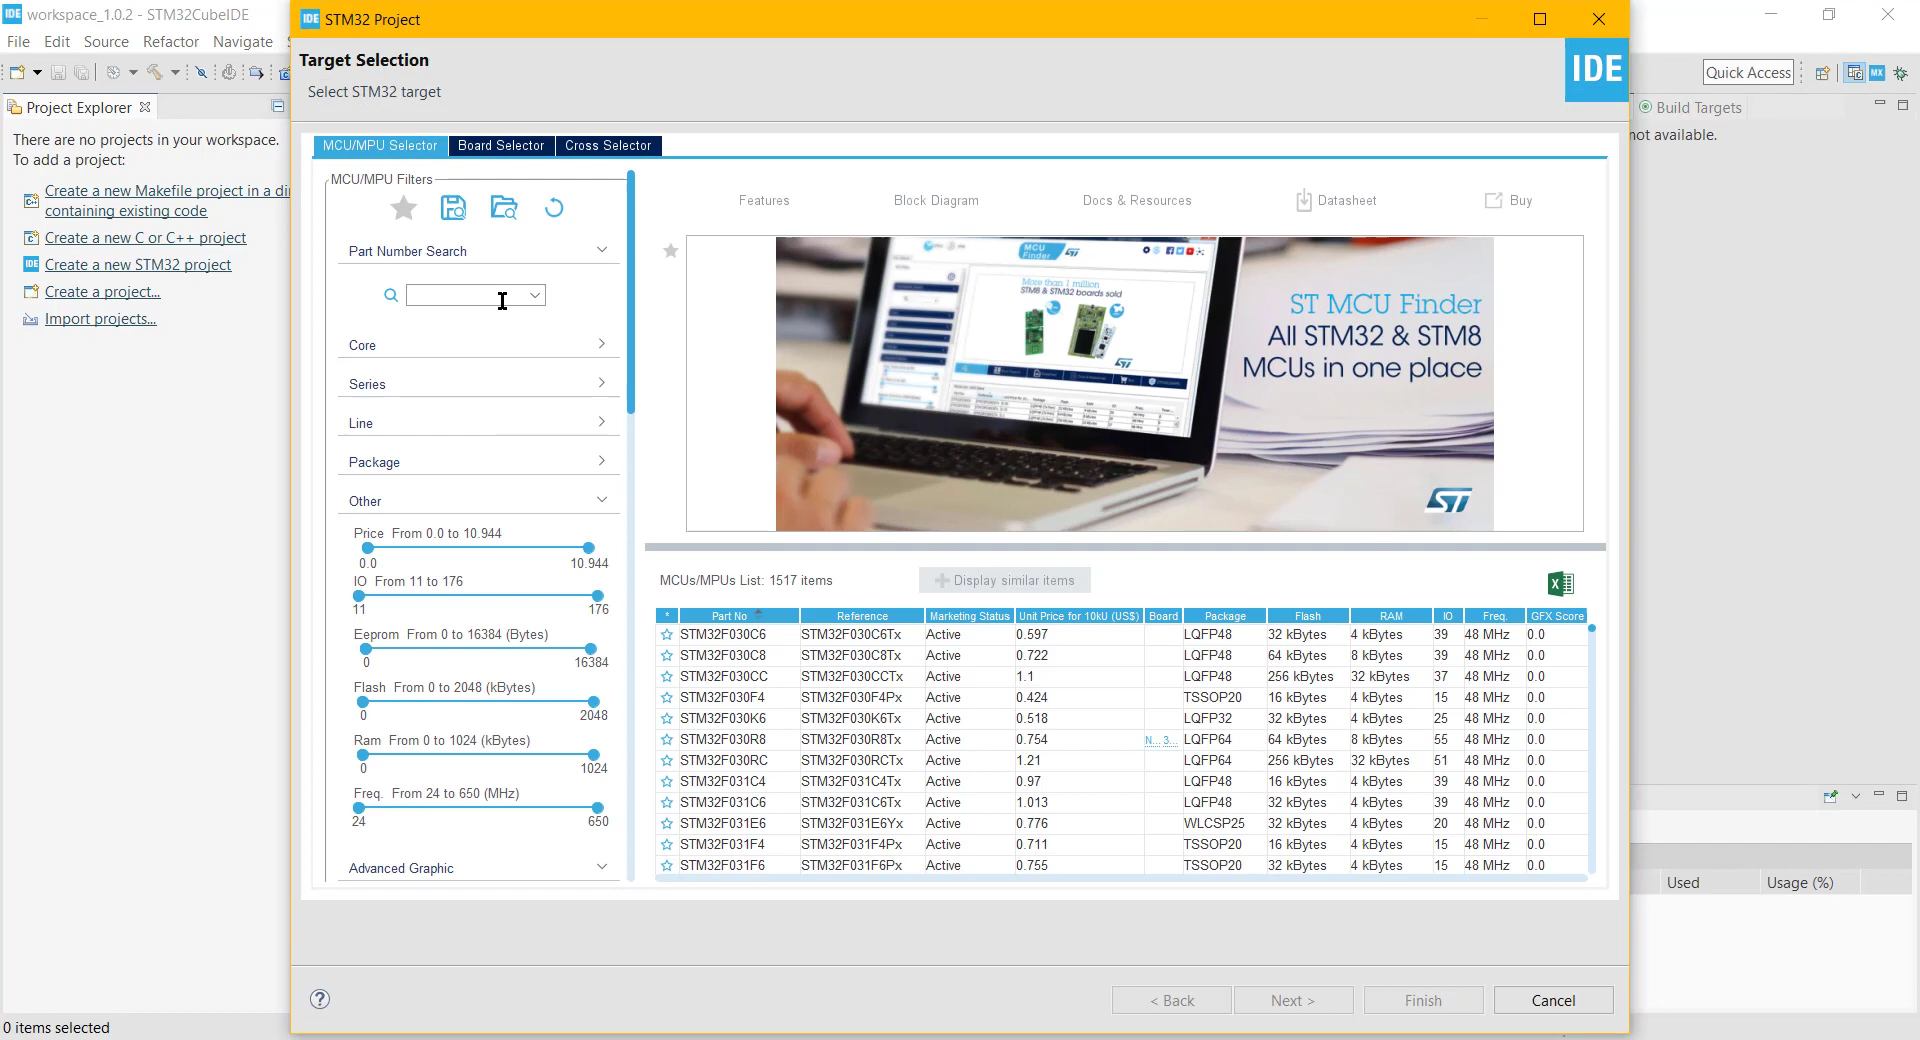 IDE workspace_1.0.2 - STM32CubeIDE
File Edit Source Refactor Navigate
Quick Access
MX
Project Explorer
There are no projects in your workspace.
To add a project:
Create a new Makefile project in a di
containing existing code
Create a new C or C++ project
IDE Create a new STM32 project
Create a project...
Import projects...
0 items selected
IDE STM32 Project
Target Selection
Select STM32 target
IDE
MCU/MPU Selector Board Selector Cross Selector
MCU/MPU Filters
Part Number Search
Core
Series
Line
Package
Other
Price From 0.0 to 10.944
0.0 10.944
IO From 11 to 176
11 176
Eeprom From 0 to 16384 (Bytes)
0 16384
Flash From 0 to 2048 (kBytes)
0 2048
Ram From 0 to 1024 (kBytes)
0 1024
Freq. From 24 to 650 (MHz)
24 650
Advanced Graphic
Features Block Diagram Docs & Resources Datasheet Buy
MCU
Finder
More than 1 million
STM8 & STM32 boards sold
ST MCU Finder
All STM32 & STM8
MCUs in one place
ST
MCUs/MPUs List: 1517 items
Display similar items
* Part No Reference Marketing Status Unit Price for 10kU (US$) Board Package Flash RAM IO Freq. GFX Score
STM32F030C6 STM32F030C6Tx Active 0.597 LQFP48 32 kBytes 4 kBytes 39 48 MHz 0.0
STM32F030C8 STM32F030C8Tx Active 0.722 LQFP48 64 kBytes 8 kBytes 39 48 MHz 0.0
STM32F030CC STM32F030CCTx Active 1.1 LQFP48 256 kBytes 32 kBytes 37 48 MHz 0.0
STM32F030F4 STM32F030F4Px Active 0.424 TSSOP20 16 kBytes 4 kBytes 15 48 MHz 0.0
STM32F030K6 STM32F030K6Tx Active 0.518 LQFP32 32 kBytes 4 kBytes 25 48 MHz 0.0
STM32F030R8 STM32F030R8Tx Active 0.754 N... 3... LQFP64 64 kBytes 8 kBytes 55 48 MHz 0.0
STM32F030RC STM32F030RCTx Active 1.21 LQFP64 256 kBytes 32 kBytes 51 48 MHz 0.0
STM32F031C4 STM32F031C4Tx Active 0.97 LQFP48 16 kBytes 4 kBytes 39 48 MHz 0.0
STM32F031C6 STM32F031C6Tx Active 1.013 LQFP48 32 kBytes 4 kBytes 39 48 MHz 0.0
STM32F031E6 STM32F031E6Yx Active 0.776 WLCSP25 32 kBytes 4 kBytes 20 48 MHz 0.0
STM32F031F4 STM32F031F4Px Active 0.711 TSSOP20 16 kBytes 4 kBytes 15 48 MHz 0.0
STM32F031F6 STM32F031F6Px Active 0.755 TSSOP20 32 kBytes 4 kBytes 15 48 MHz 0.0
< Back Next > Finish Cancel
Build Targets
not available.
Used Usage (%)